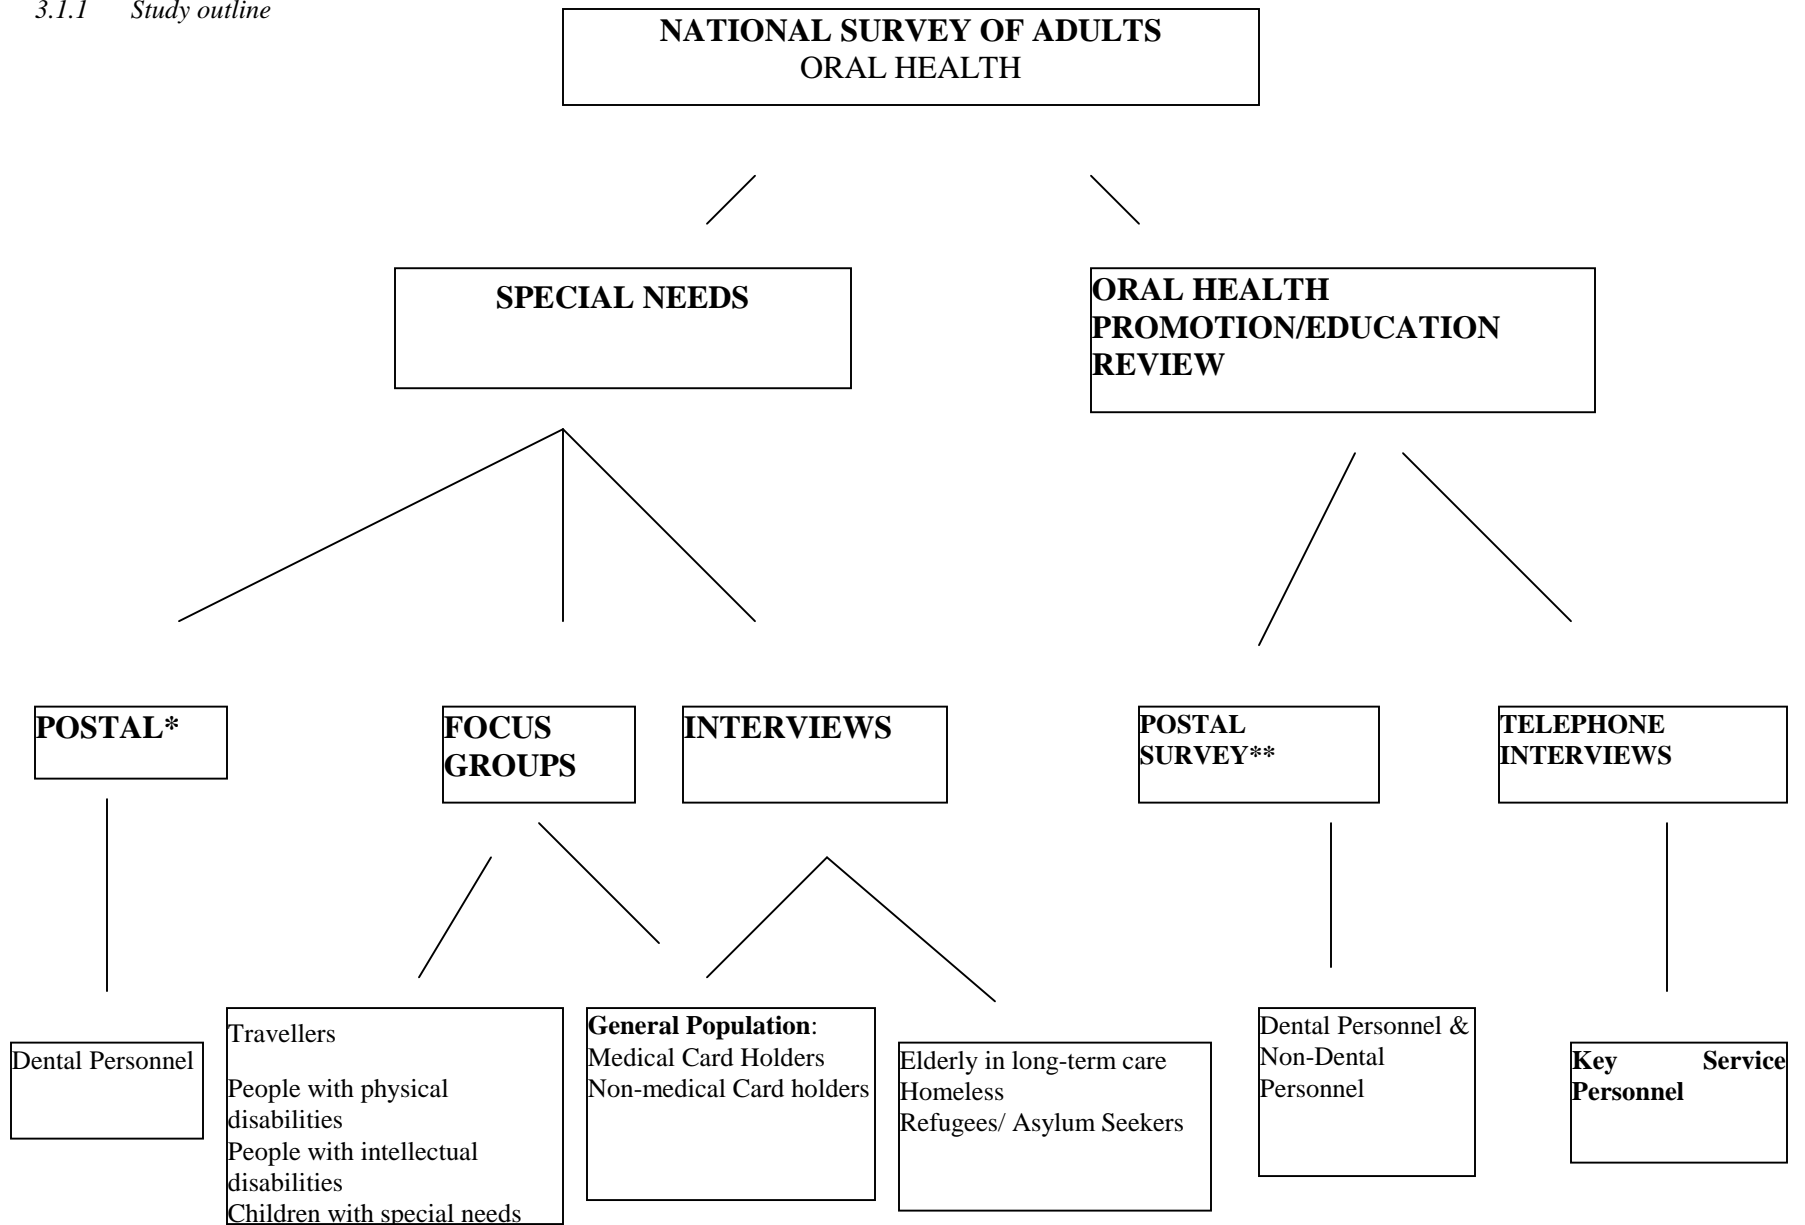 3.1.1 Study outline
NATIONAL SURVEY OF ADULTS
ORAL HEALTH
SPECIAL NEEDS
ORAL HEALTH
PROMOTION/EDUCATION
REVIEW
POSTAL*
FOCUS
GROUPS
INTERVIEWS
POSTAL
SURVEY**
TELEPHONE
INTERVIEWS
Dental Personnel
Travellers
People with physical
disabilities
People with intellectual
disabilities
Children with special needs
General Population:
Medical Card Holders
Non-medical Card holders
Elderly in long-term care
Homeless
Refugees/ Asylum Seekers
Dental Personnel &
Non-Dental
Personnel
Key Service
Personnel